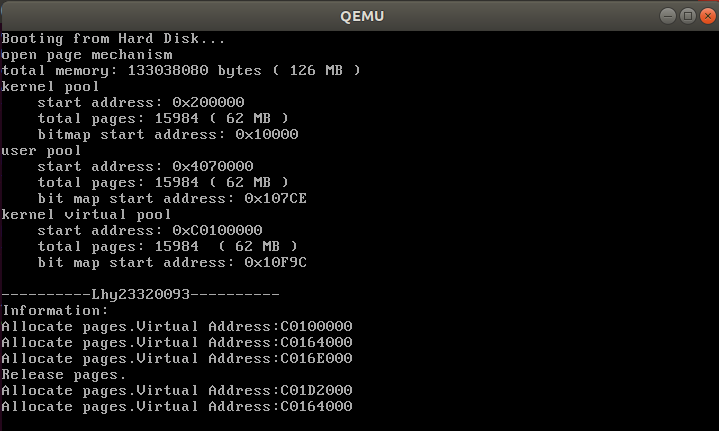 QEMU
Booting from Hard Disk...
open page mechanism
total memory: 133038080 bytes ( 126 MB )
kernel pool
    start address: 0x200000
    total pages: 15984 ( 62 MB )
    bitmap start address: 0x10000
user pool
    start address: 0x4070000
    total pages: 15984 ( 62 MB )
    bit map start address: 0x107CE
kernel virtual pool
    start address: 0xC0100000
    total pages: 15984  ( 62 MB )
    bit map start address: 0x10F9C

----------Lhy23320093----------
Information:
Allocate pages.Virtual Address:C0100000
Allocate pages.Virtual Address:C0164000
Allocate pages.Virtual Address:C016E000
Release pages.
Allocate pages.Virtual Address:C01D2000
Allocate pages.Virtual Address:C0164000